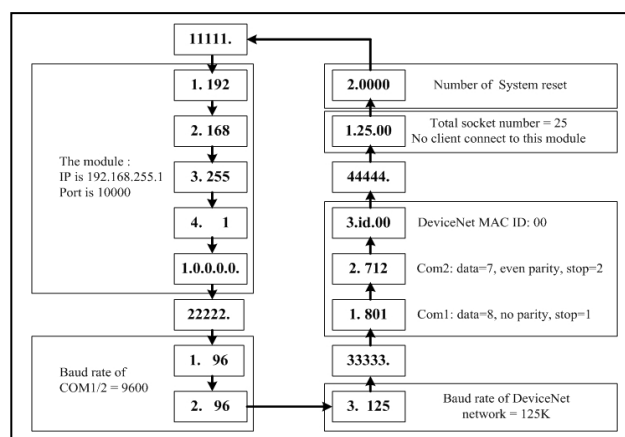 11111.
1. 192
2. 168
3. 255
4. 1
1.0.0.0.0.
The module :
IP is 192.168.255.1
Port is 10000
22222.
1. 96
2. 96
Baud rate of
COM1/2 = 9600
3. 125
Baud rate of DeviceNet
network = 125K
33333.
1. 801
Com1: data=8, no parity, stop=1
2. 712
Com2: data=7, even parity, stop=2
3.id.00
DeviceNet MAC ID: 00
44444.
1.25.00
Total socket number = 25
No client connect to this module
2.0000
Number of System reset